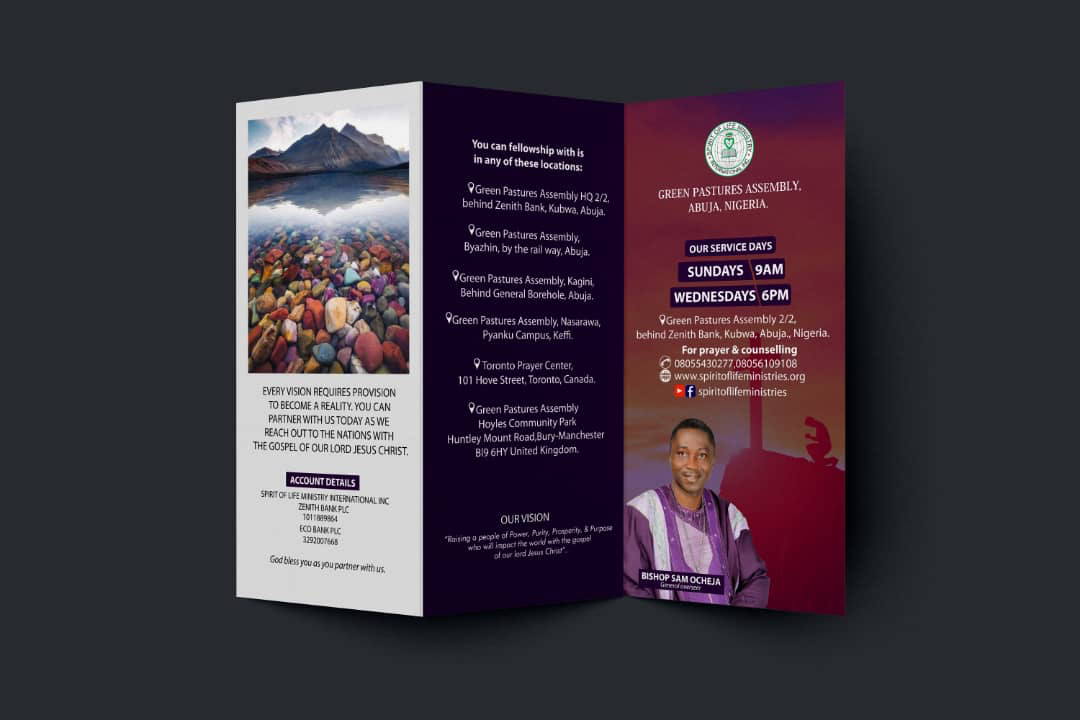 EVERY VISION REQUIRES PROVISION
TO BECOME A REALITY. YOU CAN
PARTNER WITH US TODAY AS WE
REACH OUT TO THE NATIONS WITH
THE GOSPEL OF OUR LORD JESUS CHRIST.
ACCOUNT DETAILS
SPIRIT OF LIFE MINISTRY INTERNATIONAL INC
ZENITH BANK PLC
1011889864
ECO BANK PLC
3292007668
God bless you as you partner with us.
You can fellowship with is
in any of these locations:
Green Pastures Assembly HQ 2/2,
behind Zenith Bank, Kubwa, Abuja.
Green Pastures Assembly,
Byazhin, by the rail way, Abuja.
Green Pastures Assembly, Kagini,
Behind General Borehole, Abuja.
Green Pastures Assembly, Nasarawa,
Pyanku Campus, Keffi.
Toronto Prayer Center,
101 Hove Street, Toronto, Canada.
Green Pastures Assembly
Hoyles Community Park
Huntley Mount Road,Bury-Manchester
BI9 6HY United Kingdom.
OUR VISION
"Raising a people of Power, Purity, Prosperity, & Purpose
who will impact the world with the gospel
of our lord Jesus Christ".
SPIRIT OF LIFE MINISTRY
INTERNATIONAL INC
GREEN PASTURES ASSEMBLY,
ABUJA, NIGERIA.
OUR SERVICE DAYS
SUNDAYS 9AM
WEDNESDAYS 6PM
Green Pastures Assembly 2/2,
behind Zenith Bank, Kubwa, Abuja., Nigeria.
For prayer & counselling
08055430277,08056109108
www.spiritoflifeministries.org
spiritoflifeministries
BISHOP SAM OCHEJA
General overseer